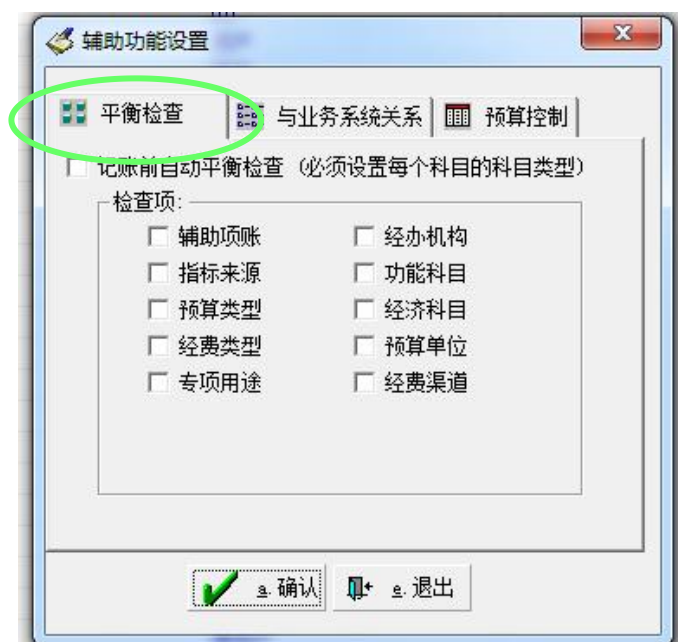 辅助功能设置
平衡检查 与业务系统关系 预算控制
记账前自动平衡检查（必须设置每个科目的科目类型）
检查项:
辅助项账 经办机构
指标来源 功能科目
预算类型 经济科目
经费类型 预算单位
专项用途 经费渠道
a.确认 e.退出